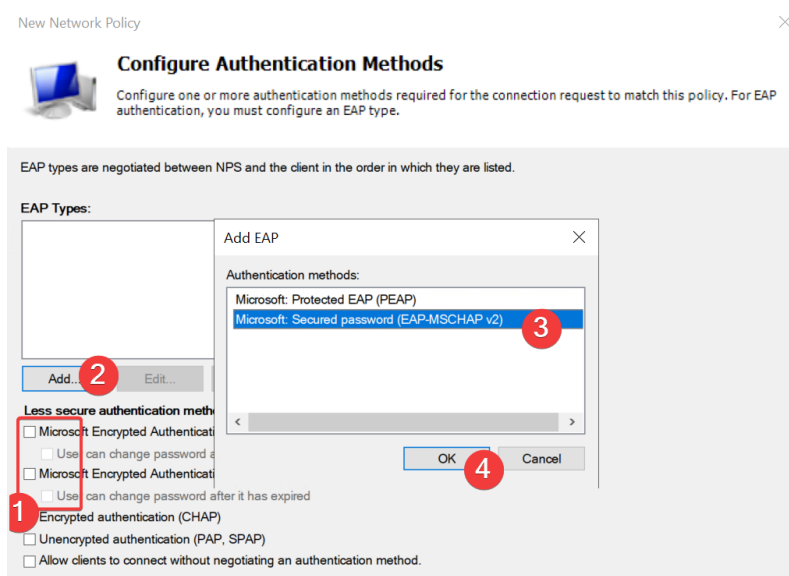 New Network Policy
Configure Authentication Methods
Configure one or more authentication methods required for the connection request to match this policy. For EAP
authentication, you must configure an EAP type.
EAP types are negotiated between NPS and the client in the order in which they are listed.
EAP Types:
Add EAP
Authentication methods:
Microsoft: Protected EAP (PEAP)
Microsoft: Secured password (EAP-MSCHAP v2)
3
Add...
2
Edit...
Less secure authentication meth
Microsoft Encrypted Authenticati
User can change password a
OK
4
Cancel
Microsoft Encrypted Authenticati
User can change password after it has expired
1
Encrypted authentication (CHAP)
Unencrypted authentication (PAP, SPAP)
Allow clients to connect without negotiating an authentication method.